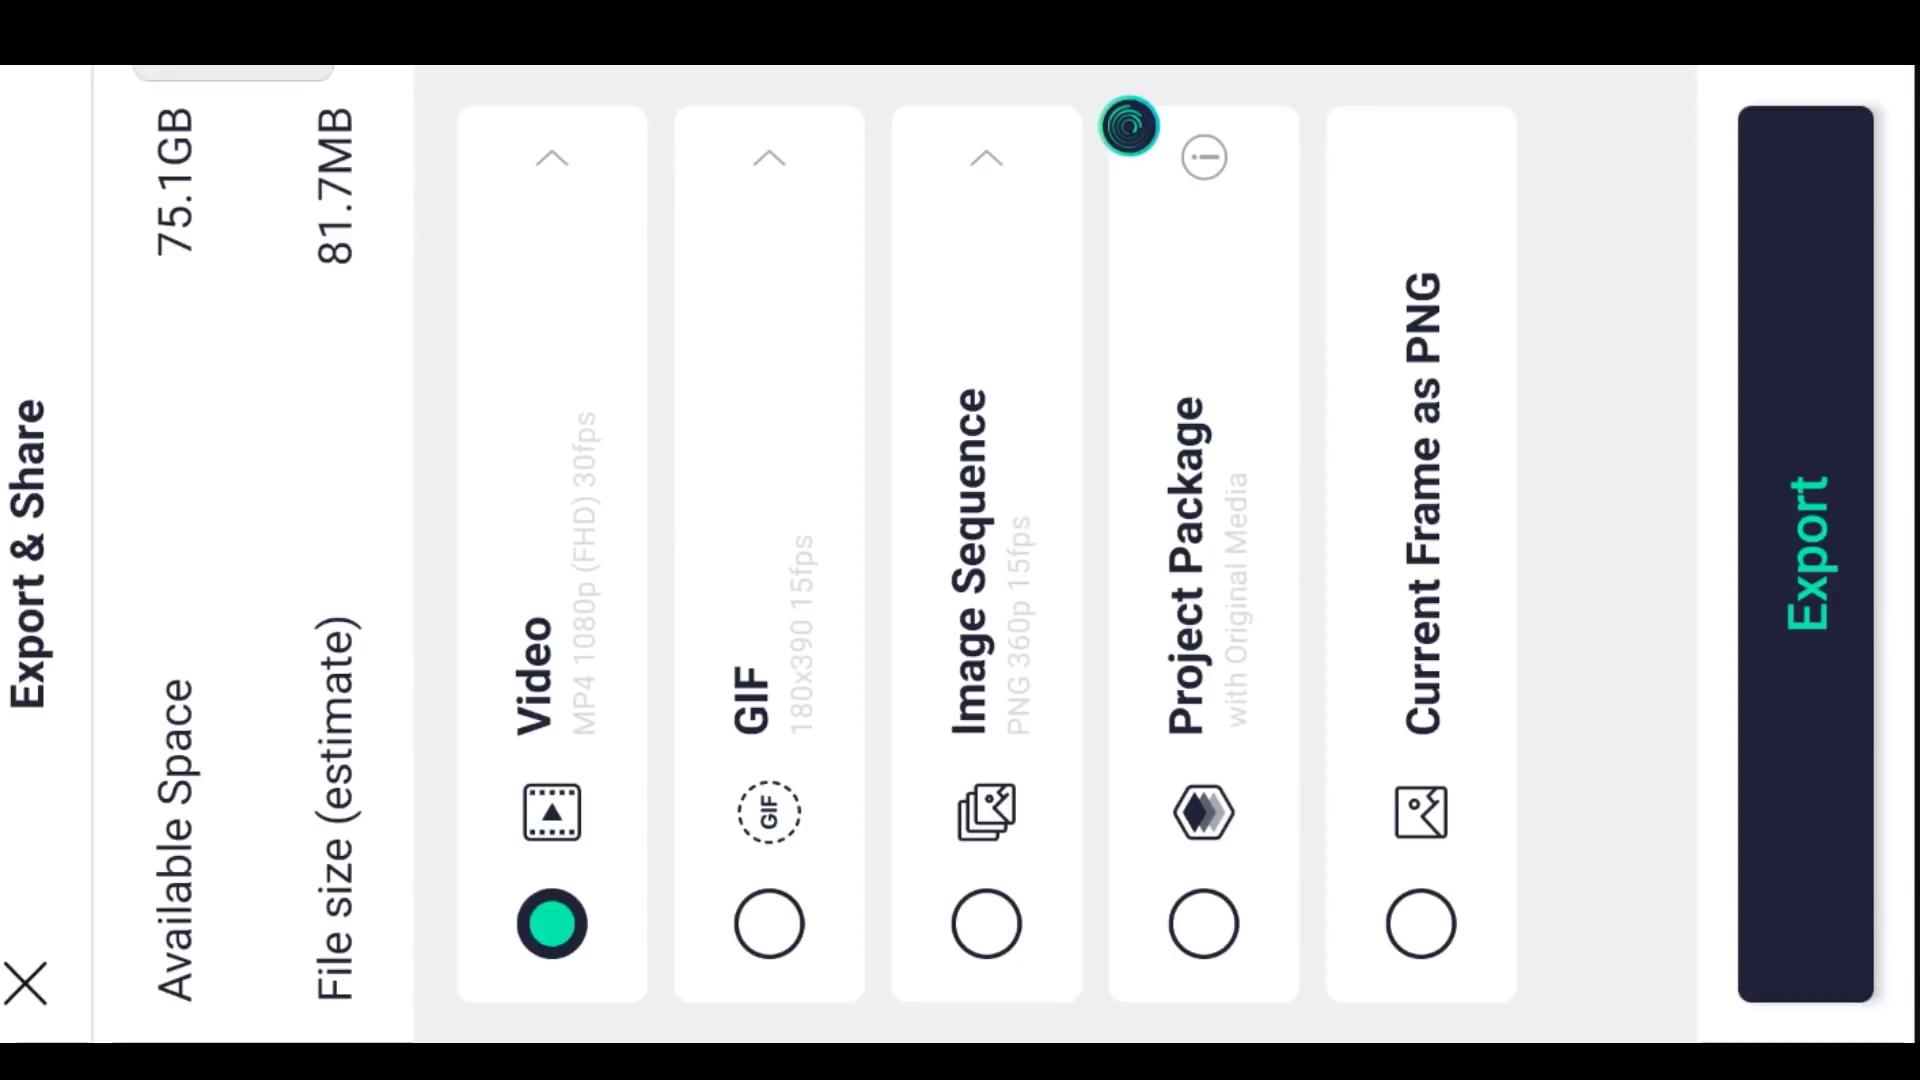 Export & Share
Available Space 75.1GB
File size (estimate) 81.7MB
Video
MP4 1080p (FHD) 30fps
GIF
GIF
180x390 15fps
Image Sequence
PNG 360p 15fps
Project Package
with Original Media
Current Frame as PNG
Export